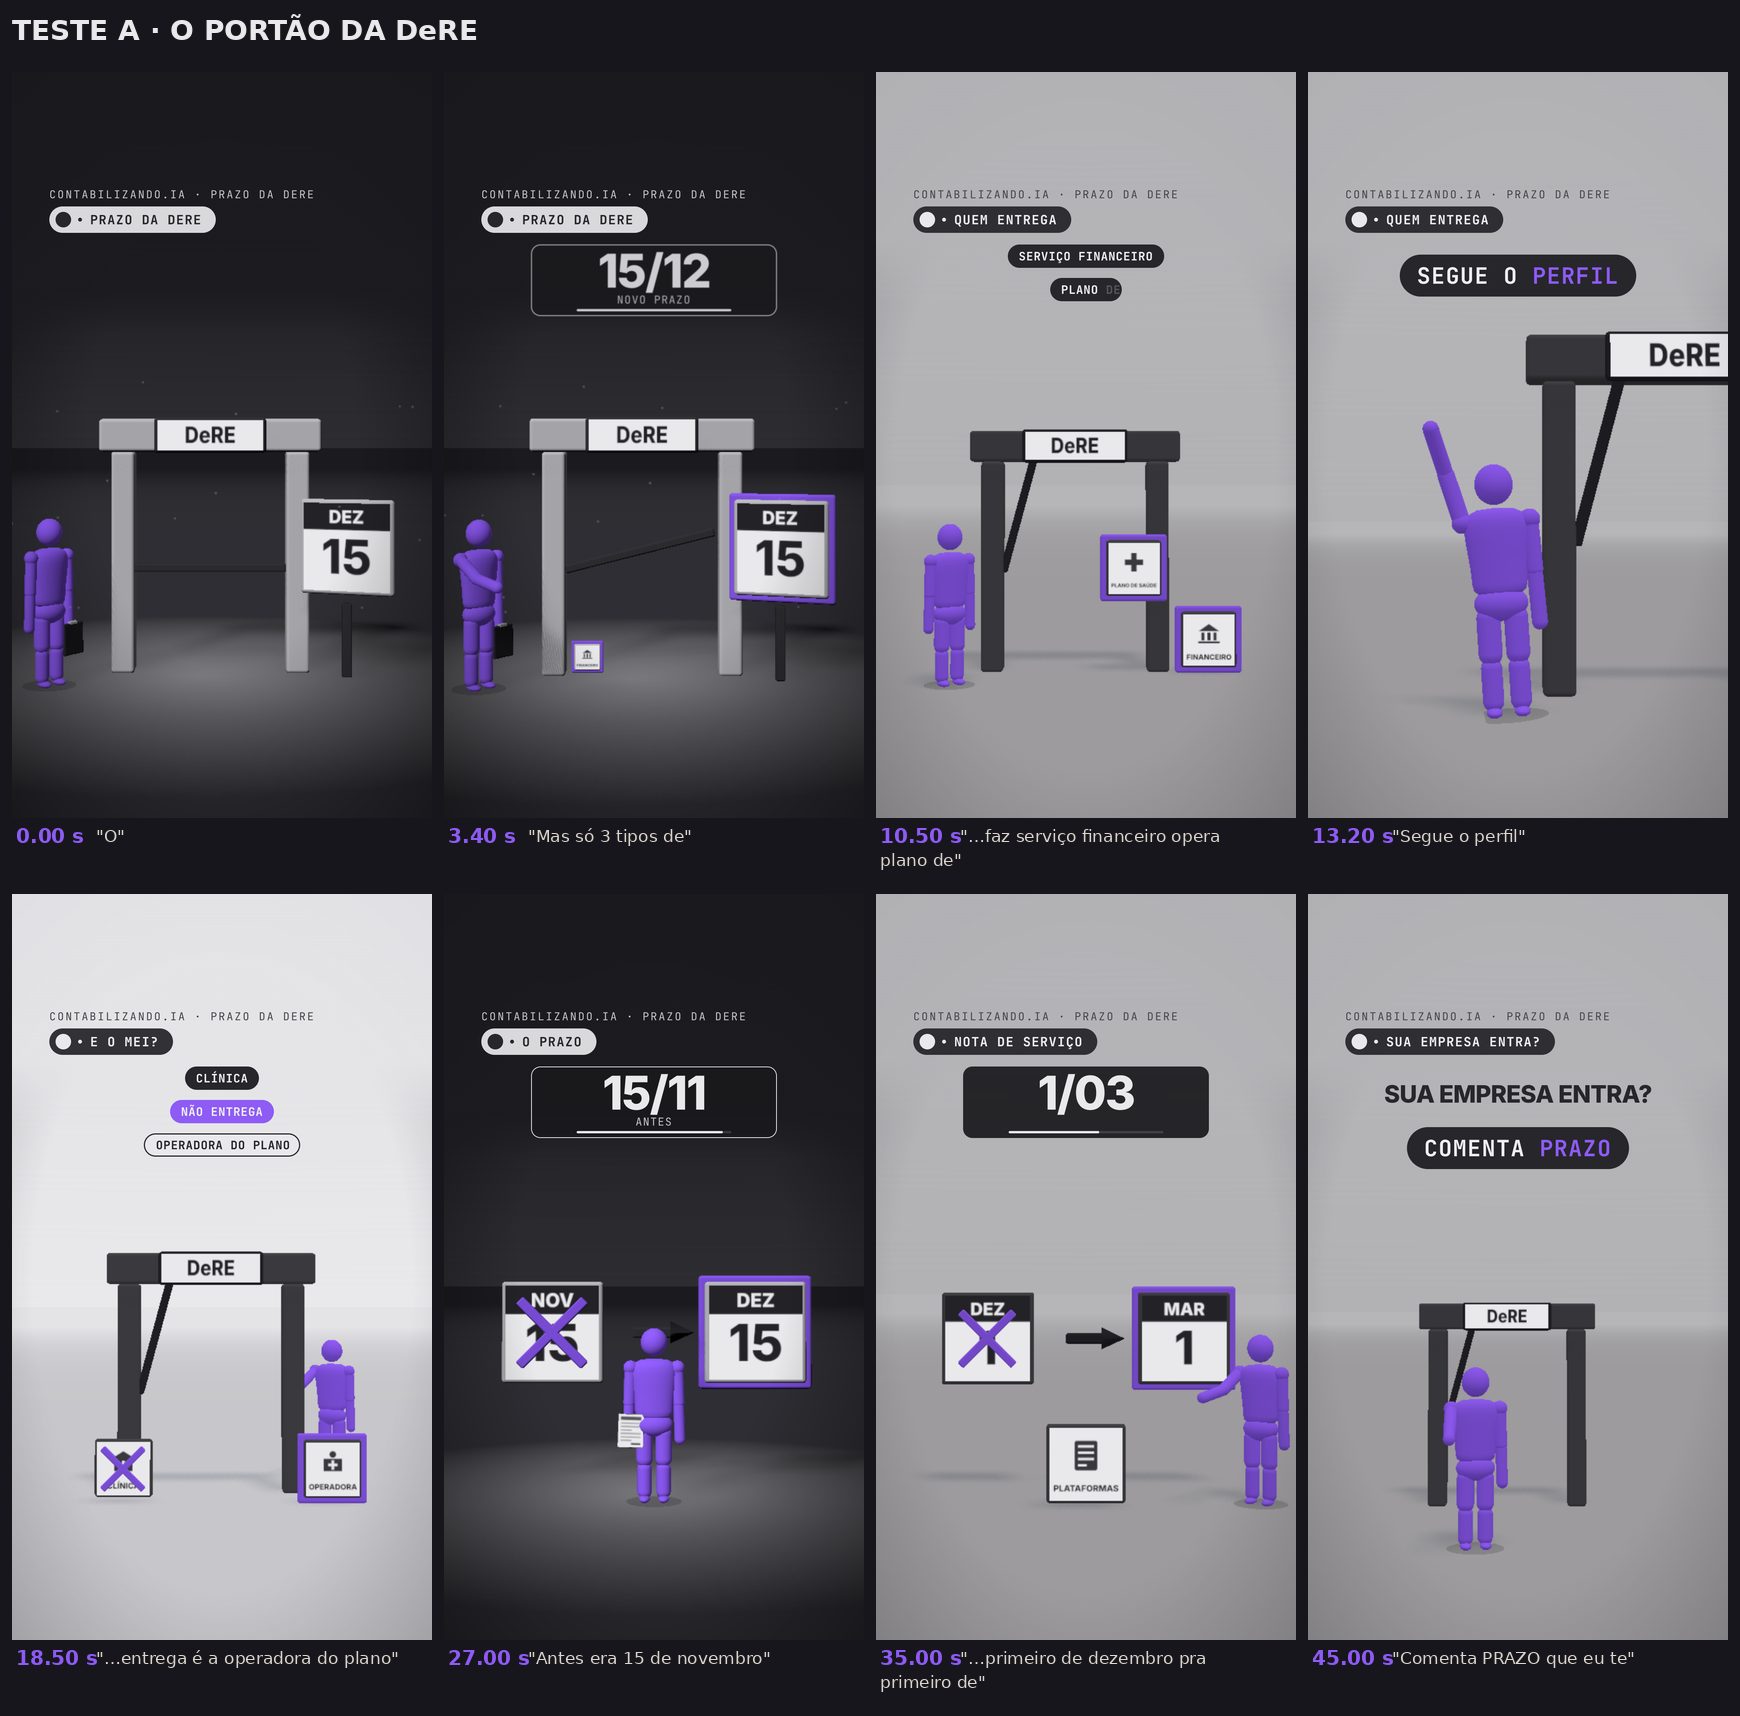 TESTE A · O PORTÃO DA DeRE
CONTABILIZANDO.IA · PRAZO DA DERE
• PRAZO DA DERE
DeRE
DEZ
15
0.00 s "O"
CONTABILIZANDO.IA · PRAZO DA DERE
• PRAZO DA DERE
15/12
NOVO PRAZO
DeRE
DEZ
15
FINANCEIRO
3.40 s "Mas só 3 tipos de"
CONTABILIZANDO.IA · PRAZO DA DERE
• QUEM ENTREGA
SERVIÇO FINANCEIRO
PLANO DE
DeRE
PLANO DE SAÚDE
FINANCEIRO
10.50 s "...faz serviço financeiro opera
plano de"
CONTABILIZANDO.IA · PRAZO DA DERE
• QUEM ENTREGA
SEGUE O PERFIL
DeRE
13.20 s "Segue o perfil"
CONTABILIZANDO.IA · PRAZO DA DERE
• E O MEI?
CLÍNICA
NÃO ENTREGA
OPERADORA DO PLANO
DeRE
CLÍNICA
OPERADORA
18.50 s "...entrega é a operadora do plano"
CONTABILIZANDO.IA · PRAZO DA DERE
• O PRAZO
15/11
ANTES
NOV
15
DEZ
15
27.00 s "Antes era 15 de novembro"
CONTABILIZANDO.IA · PRAZO DA DERE
• NOTA DE SERVIÇO
1/03
DEZ
1
MAR
1
PLATAFORMAS
35.00 s "...primeiro de dezembro pra
primeiro de"
CONTABILIZANDO.IA · PRAZO DA DERE
• SUA EMPRESA ENTRA?
SUA EMPRESA ENTRA?
COMENTA PRAZO
DeRE
45.00 s "Comenta PRAZO que eu te"